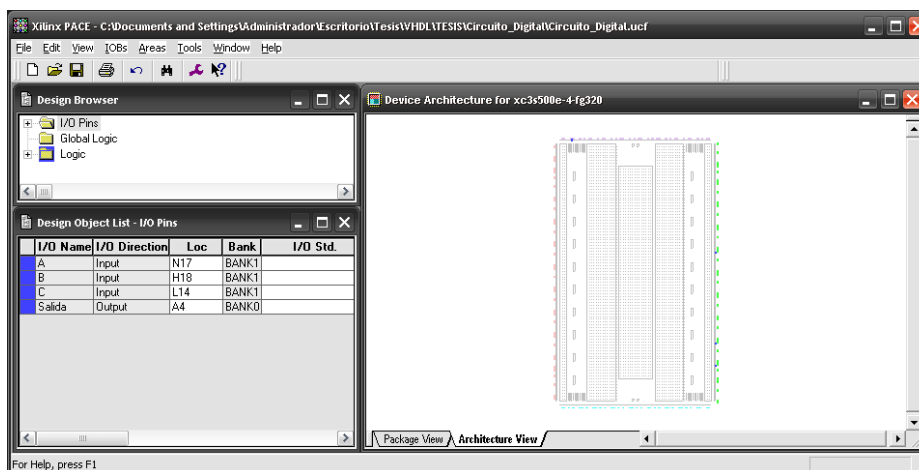 Xilinx PACE - C:\Documents and Settings\Administrador\Escritorio\Tesis\VHDL\TESIS\Circuito_Digital\Circuito_Digital.ucf
File Edit View IOBs Areas Tools Window Help
Design Browser
I/O Pins
Global Logic
Logic
Design Object List - I/O Pins
I/O Name I/O Direction Loc Bank I/O Std.
A Input N17 BANK1
B Input H18 BANK1
C Input L14 BANK1
Salida Output A4 BANK0
Device Architecture for xc3s500e-4-fg320
Package View Architecture View
For Help, press F1